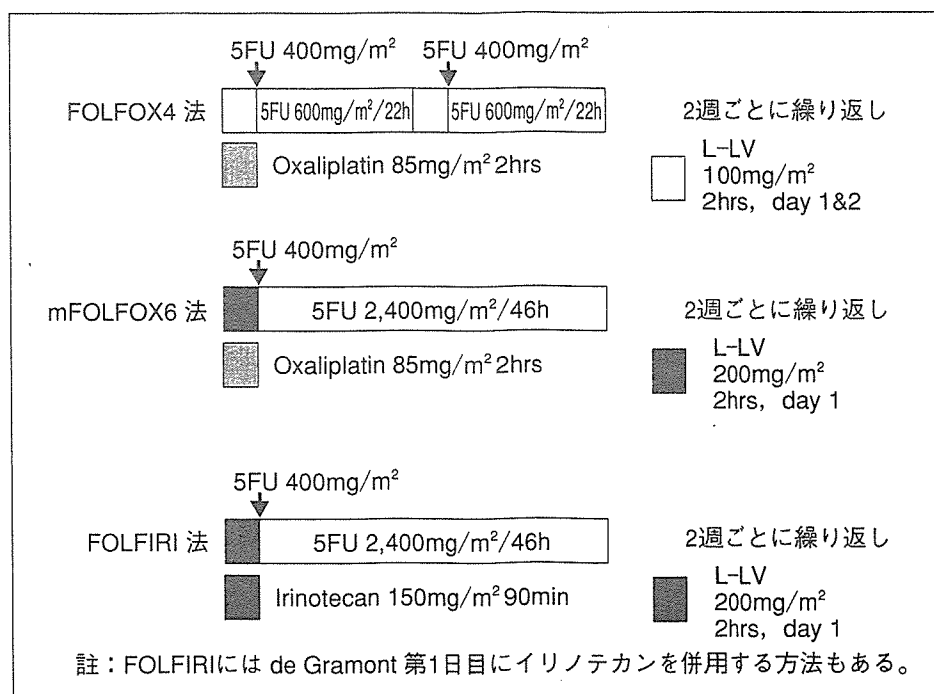 5FU 400mg/m² 5FU 400mg/m²
FOLFOX4 法 5FU 600mg/m²/22h 5FU 600mg/m²/22h 2週ごとに繰り返し
Oxaliplatin 85mg/m² 2hrs
L-LV
100mg/m²
2hrs, day 1&2
5FU 400mg/m²
mFOLFOX6 法 5FU 2,400mg/m²/46h 2週ごとに繰り返し
Oxaliplatin 85mg/m² 2hrs
L-LV
200mg/m²
2hrs, day 1
5FU 400mg/m²
FOLFIRI 法 5FU 2,400mg/m²/46h 2週ごとに繰り返し
Irinotecan 150mg/m² 90min
L-LV
200mg/m²
2hrs, day 1
註：FOLFIRIには de Gramont 第1日目にイリノテカンを併用する方法もある。